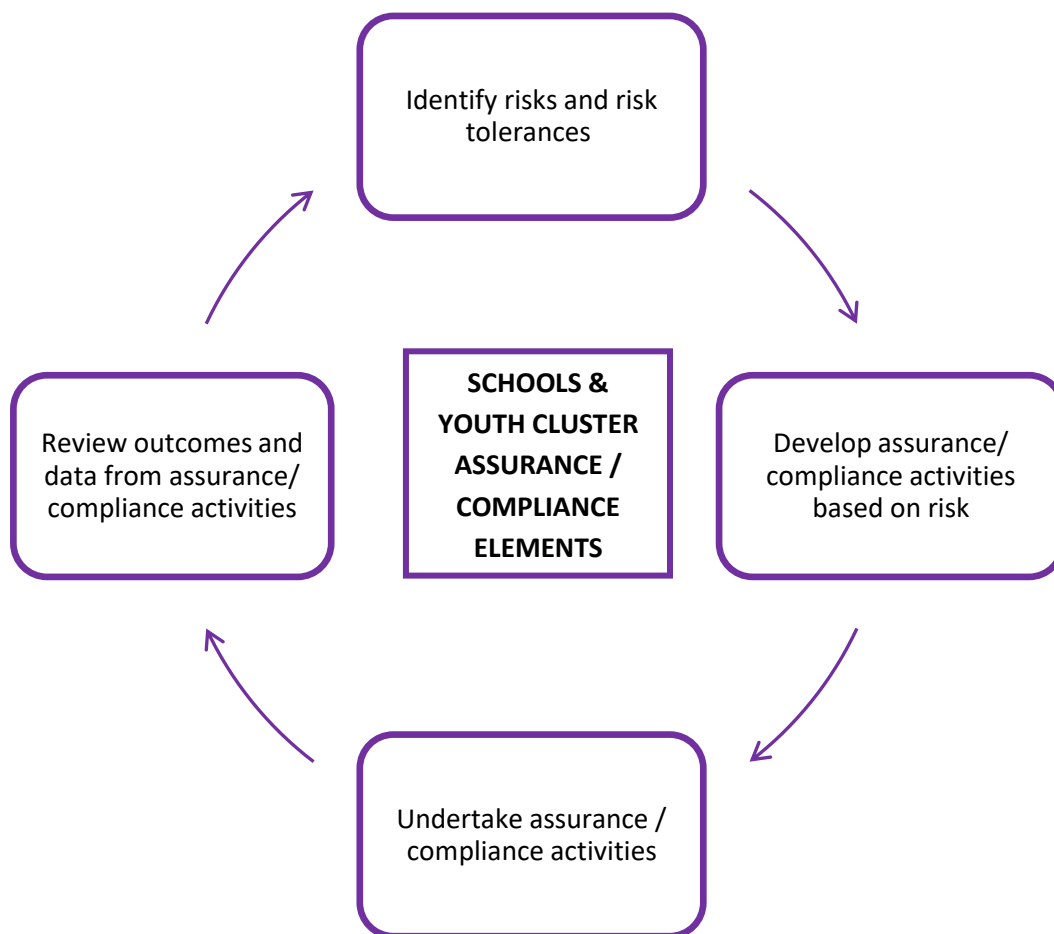 Identify risks and risk
tolerances
SCHOOLS &
YOUTH CLUSTER
ASSURANCE /
COMPLIANCE
ELEMENTS
Develop assurance/
compliance activities
based on risk
Undertake assurance /
compliance activities
Review outcomes and
data from assurance/
compliance activities